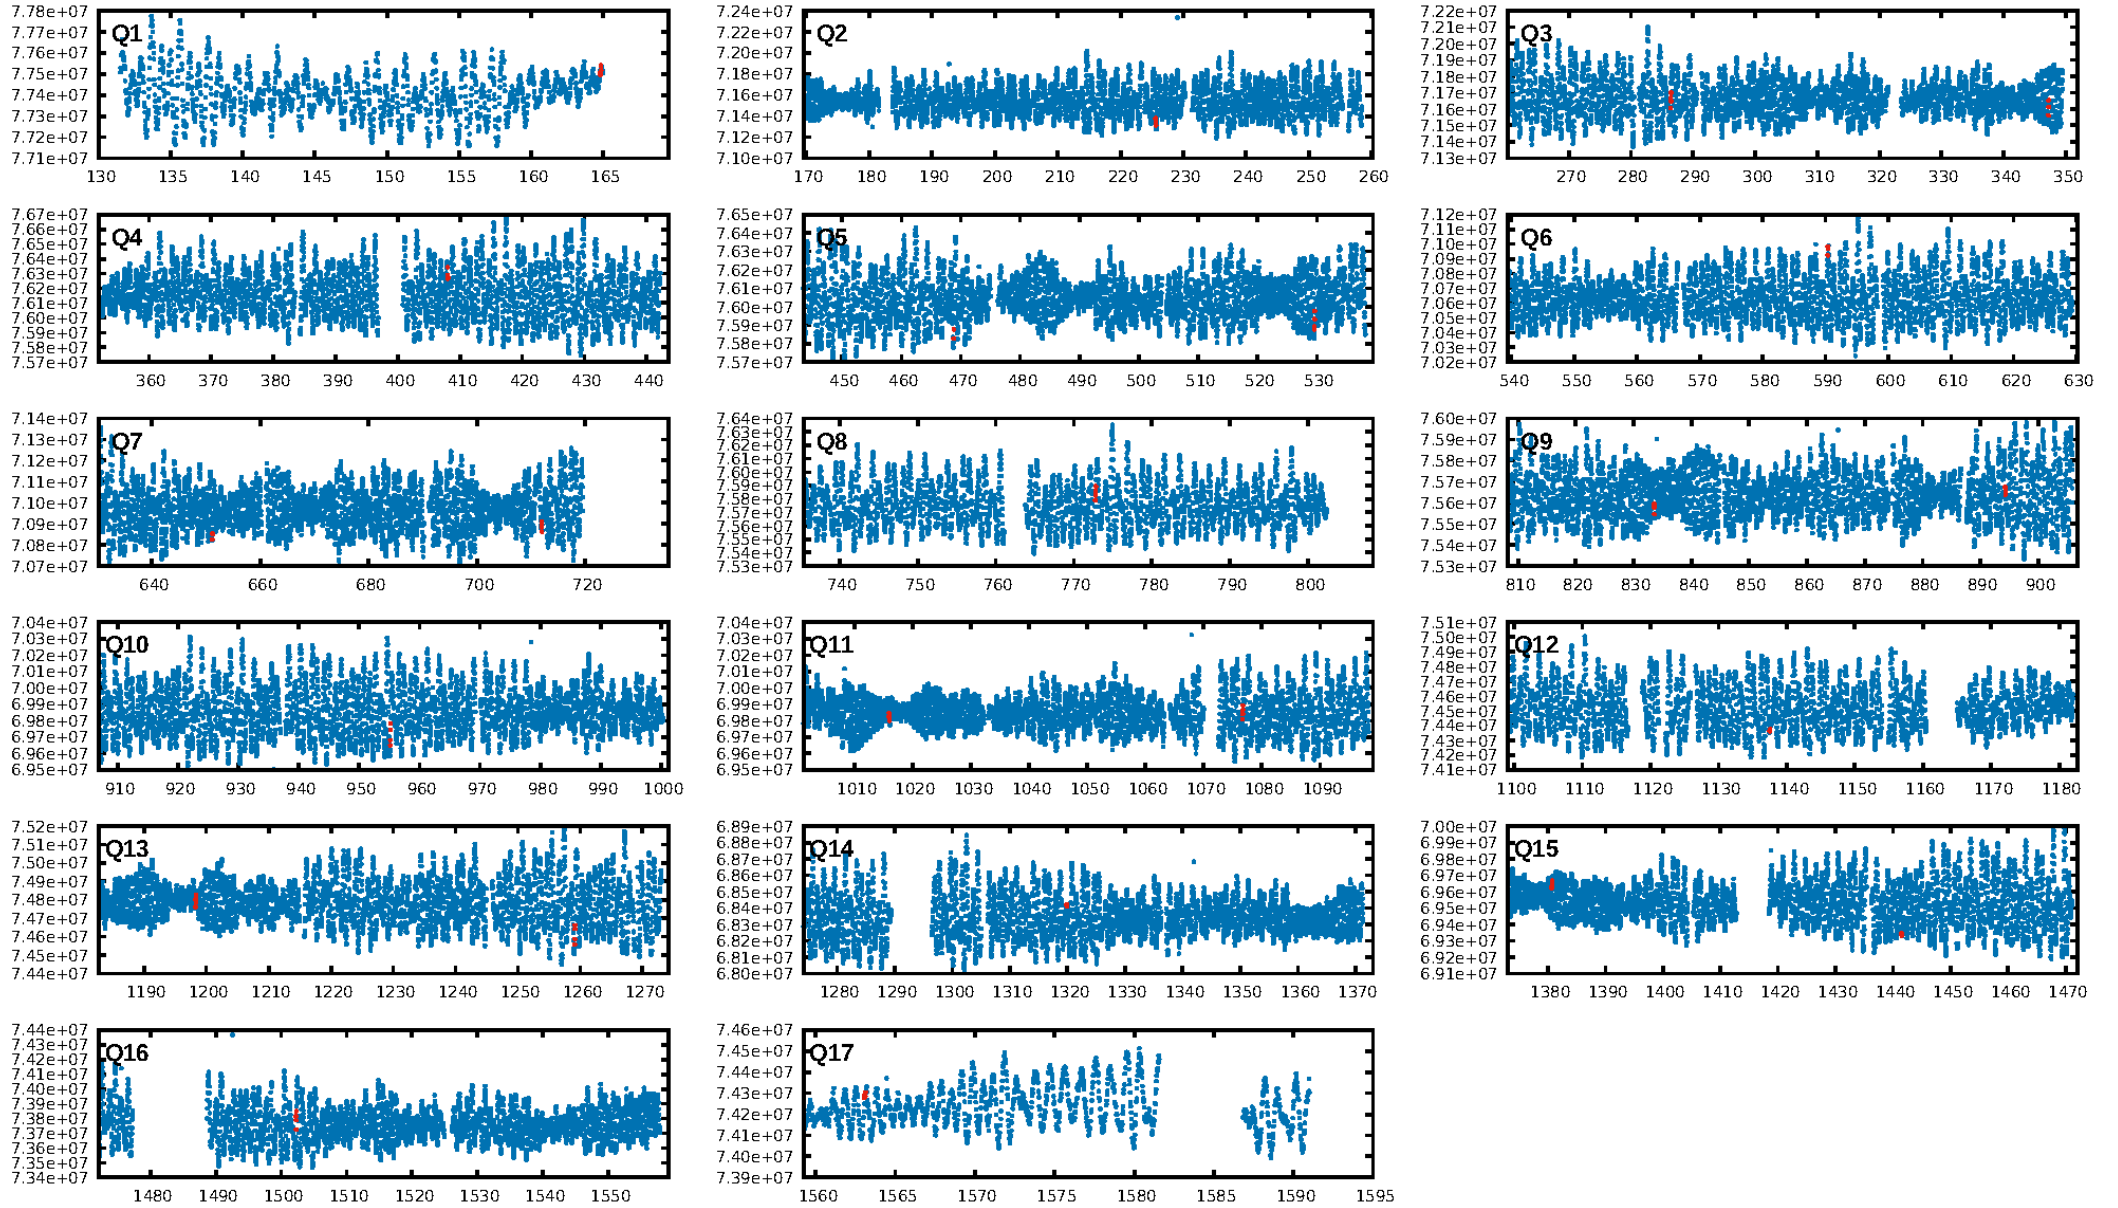 7.78e+07
7.77e+07
7.76e+07
7.75e+07
7.74e+07
7.73e+07
7.72e+07
7.71e+07
Q1
130 135 140 145 150 155 160 165
7.24e+07
7.22e+07
7.20e+07
7.18e+07
7.16e+07
7.14e+07
7.12e+07
7.10e+07
Q2
170 180 190 200 210 220 230 240 250 260
7.22e+07
7.21e+07
7.20e+07
7.19e+07
7.18e+07
7.17e+07
7.16e+07
7.15e+07
7.14e+07
7.13e+07
Q3
270 280 290 300 310 320 330 340 350
7.67e+07
7.66e+07
7.65e+07
7.64e+07
7.63e+07
7.62e+07
7.61e+07
7.60e+07
7.59e+07
7.58e+07
7.57e+07
Q4
360 370 380 390 400 410 420 430 440
7.65e+07
7.64e+07
7.63e+07
7.62e+07
7.61e+07
7.60e+07
7.59e+07
7.58e+07
7.57e+07
Q5
450 460 470 480 490 500 510 520 530
7.12e+07
7.11e+07
7.10e+07
7.09e+07
7.08e+07
7.07e+07
7.06e+07
7.05e+07
7.04e+07
7.03e+07
7.02e+07
Q6
540 550 560 570 580 590 600 610 620 630
7.14e+07
7.13e+07
7.12e+07
7.11e+07
7.10e+07
7.09e+07
7.08e+07
7.07e+07
Q7
640 660 680 700 720
7.64e+07
7.63e+07
7.62e+07
7.61e+07
7.60e+07
7.59e+07
7.58e+07
7.57e+07
7.56e+07
7.55e+07
7.54e+07
7.53e+07
Q8
740 750 760 770 780 790 800
7.60e+07
7.59e+07
7.58e+07
7.57e+07
7.56e+07
7.55e+07
7.54e+07
7.53e+07
Q9
810 820 830 840 850 860 870 880 890 900
7.04e+07
7.03e+07
7.02e+07
7.01e+07
7.00e+07
6.99e+07
6.98e+07
6.97e+07
6.96e+07
6.95e+07
Q10
910 920 930 940 950 960 970 980 990 1000
7.04e+07
7.03e+07
7.02e+07
7.01e+07
7.00e+07
6.99e+07
6.98e+07
6.97e+07
6.96e+07
6.95e+07
Q11
1010 1020 1030 1040 1050 1060 1070 1080 1090
7.51e+07
7.50e+07
7.49e+07
7.48e+07
7.47e+07
7.46e+07
7.45e+07
7.44e+07
7.43e+07
7.42e+07
7.41e+07
Q12
1100 1110 1120 1130 1140 1150 1160 1170 1180
7.52e+07
7.51e+07
7.50e+07
7.49e+07
7.48e+07
7.47e+07
7.46e+07
7.45e+07
7.44e+07
Q13
1190 1200 1210 1220 1230 1240 1250 1260 1270
6.89e+07
6.88e+07
6.87e+07
6.86e+07
6.85e+07
6.84e+07
6.83e+07
6.82e+07
6.81e+07
6.80e+07
Q14
1280 1290 1300 1310 1320 1330 1340 1350 1360 1370
7.00e+07
6.99e+07
6.98e+07
6.97e+07
6.96e+07
6.95e+07
6.94e+07
6.93e+07
6.92e+07
6.91e+07
Q15
1380 1390 1400 1410 1420 1430 1440 1450 1460 1470
7.44e+07
7.43e+07
7.42e+07
7.41e+07
7.40e+07
7.39e+07
7.38e+07
7.37e+07
7.36e+07
7.35e+07
7.34e+07
Q16
1480 1490 1500 1510 1520 1530 1540 1550
7.46e+07
7.45e+07
7.44e+07
7.43e+07
7.42e+07
7.41e+07
7.40e+07
7.39e+07
Q17
1560 1565 1570 1575 1580 1585 1590 1595